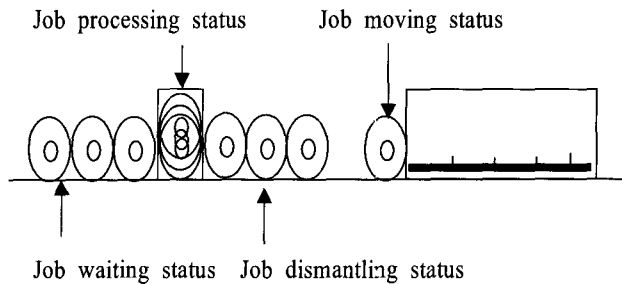 Job processing status
Job moving status
Job waiting status
Job dismantling status